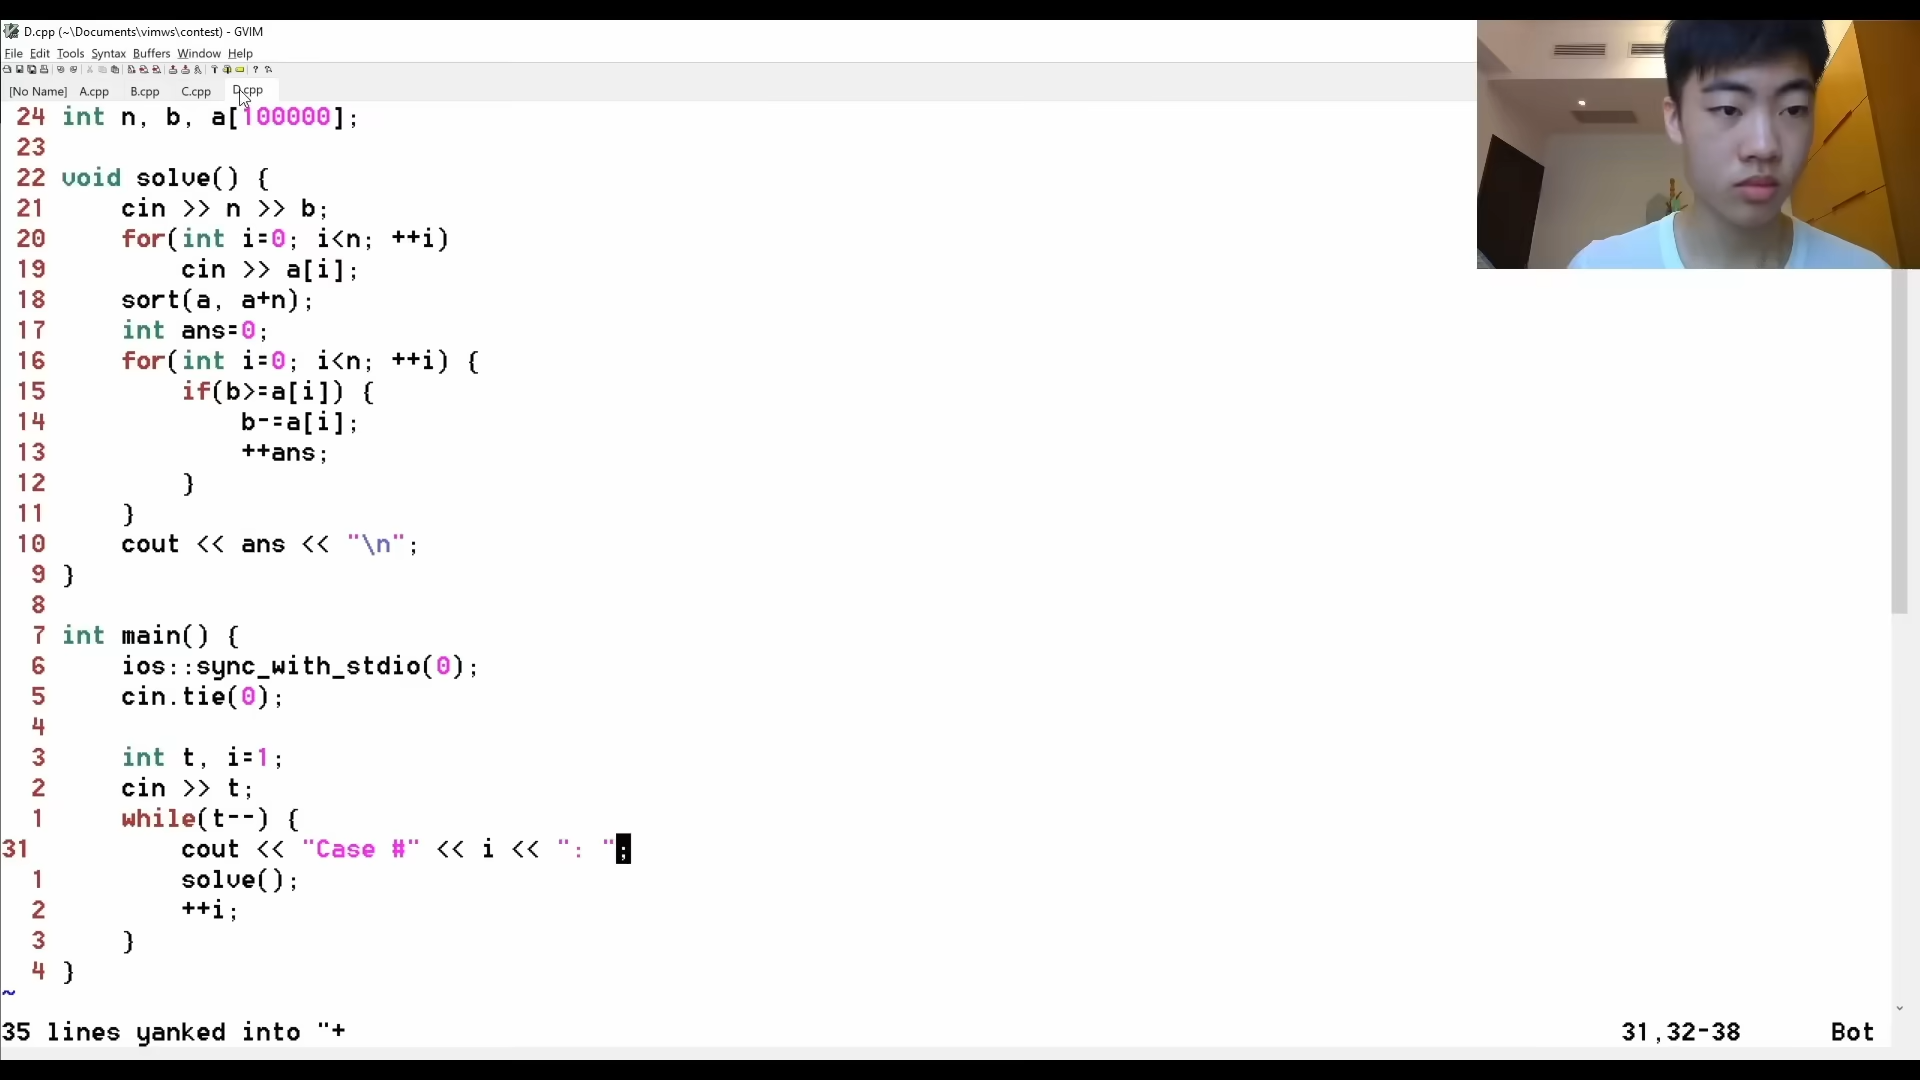 D.cpp (~\Documents\vimws\contest) - GVIM
File Edit Tools Syntax Buffers Window Help
[No Name] A.cpp B.cpp C.cpp D.cpp
24 int n, b, a[100000];
23
22 void solve() {
21     cin >> n >> b;
20     for(int i=0; i<n; ++i)
19         cin >> a[i];
18     sort(a, a+n);
17     int ans=0;
16     for(int i=0; i<n; ++i) {
15         if(b>=a[i]) {
14             b-=a[i];
13             ++ans;
12         }
11     }
10     cout << ans << "\n";
9 }
8
7 int main() {
6     ios::sync_with_stdio(0);
5     cin.tie(0);
4
3     int t, i=1;
2     cin >> t;
1     while(t--) {
31         cout << "Case #" << i << ": ";
1         solve();
2         ++i;
3     }
4 }
~
35 lines yanked into "+ 31,32-38 Bot